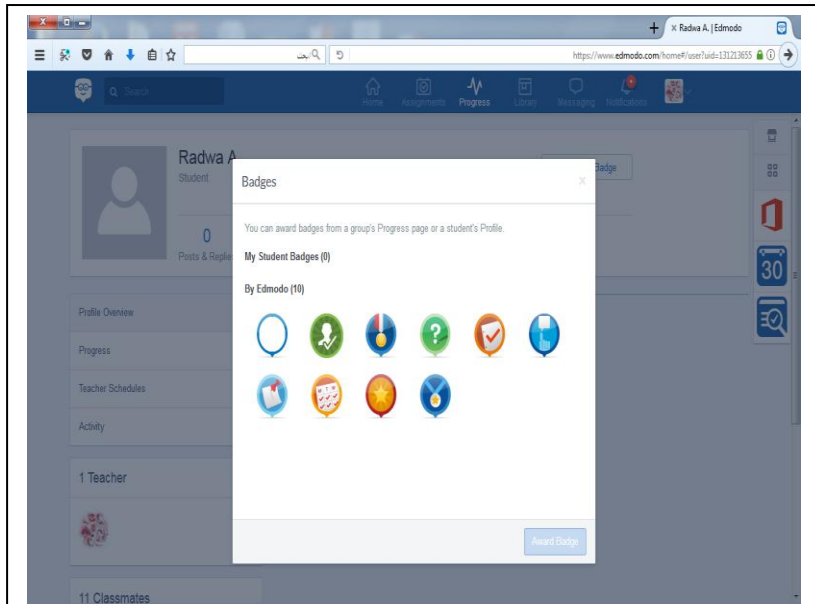 Radwa A. | Edmodo
بحث
https://www.edmodo.com/home#/user?uid=131213655
Search
Home Assignments Progress Library Messaging Notifications
Radwa A
Student
Badge
0
Posts & Replie
Badges
You can award badges from a group's Progress page or a student's Profile.
My Student Badges (0)
By Edmodo (10)
Award Badge
Profile Overview
Progress
Teacher Schedules
Activity
1 Teacher
11 Classmates
30